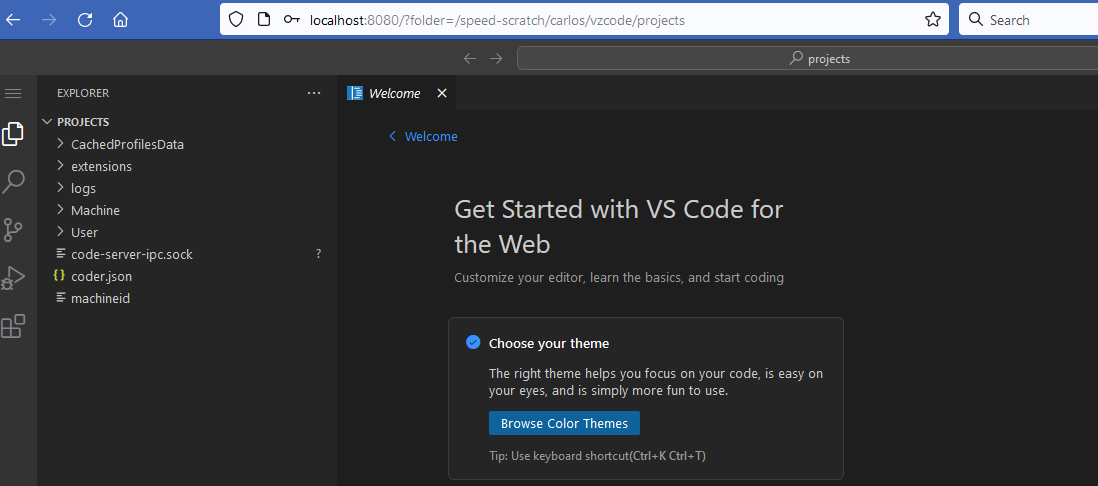 localhost:8080/?folder=/speed-scratch/carlos/vzcode/projects
Search
projects
EXPLORER
Welcome
PROJECTS
CachedProfilesData
extensions
logs
Machine
User
code-server-ipc.sock ?
{} coder.json
machineid
Welcome
Get Started with VS Code for
the Web
Customize your editor, learn the basics, and start coding
Choose your theme
The right theme helps you focus on your code, is easy on
your eyes, and is simply more fun to use.
Browse Color Themes
Tip: Use keyboard shortcut(Ctrl+K Ctrl+T)